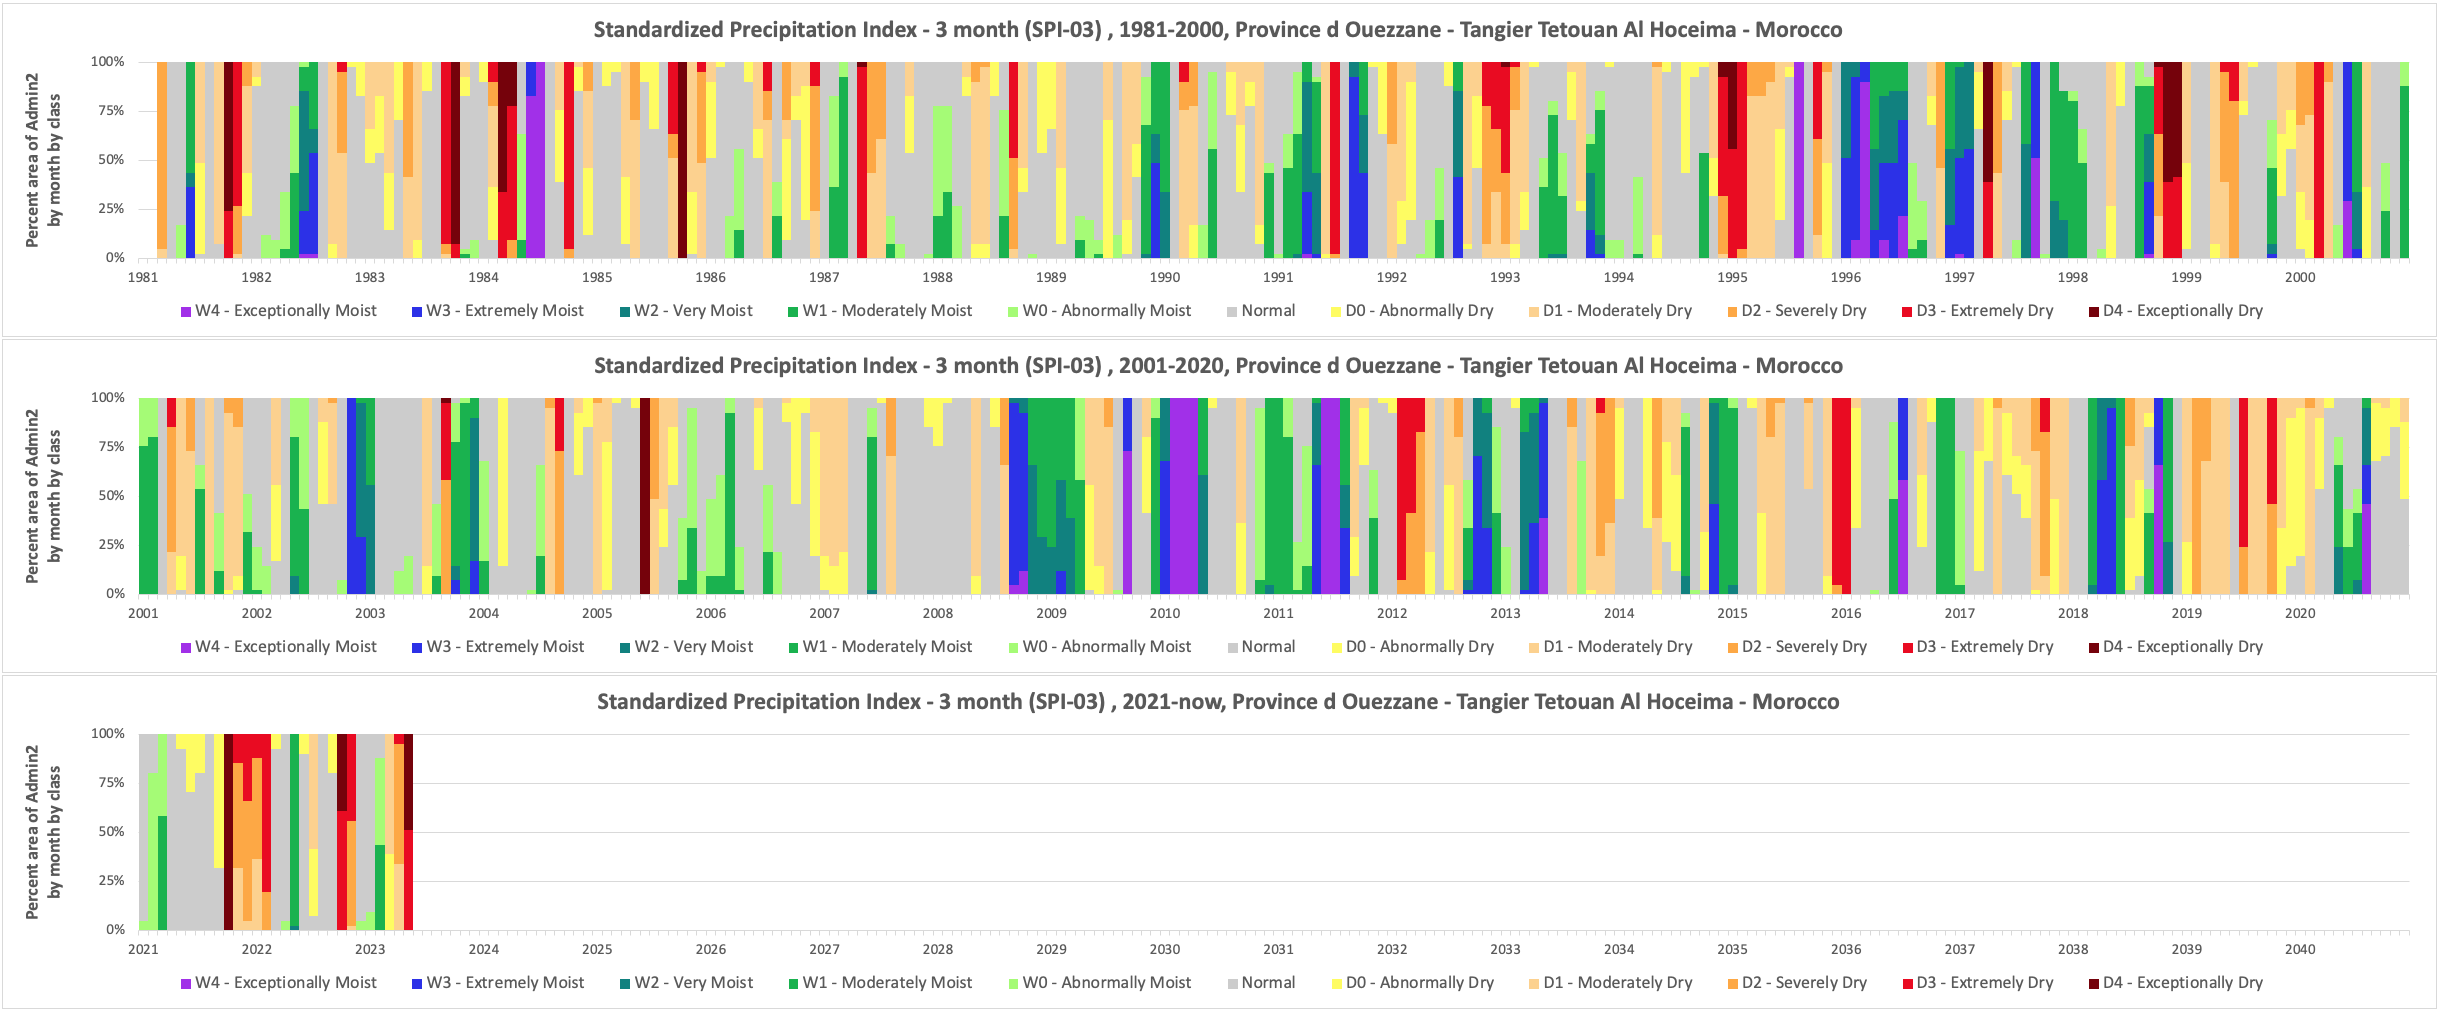 Standardized Precipitation Index - 3 month (SPI-03) , 1981-2000, Province d Ouezzane - Tangier Tetouan Al Hoceima - Morocco
Percent area of Admin2
by month by class
100%
75%
50%
25%
0%
1981 1982 1983 1984 1985 1986 1987 1988 1989 1990 1991 1992 1993 1994 1995 1996 1997 1998 1999 2000
W4 - Exceptionally Moist W3 - Extremely Moist W2 - Very Moist W1 - Moderately Moist W0 - Abnormally Moist Normal D0 - Abnormally Dry D1 - Moderately Dry D2 - Severely Dry D3 - Extremely Dry D4 - Exceptionally Dry
Standardized Precipitation Index - 3 month (SPI-03) , 2001-2020, Province d Ouezzane - Tangier Tetouan Al Hoceima - Morocco
Percent area of Admin2
by month by class
100%
75%
50%
25%
0%
2001 2002 2003 2004 2005 2006 2007 2008 2009 2010 2011 2012 2013 2014 2015 2016 2017 2018 2019 2020
W4 - Exceptionally Moist W3 - Extremely Moist W2 - Very Moist W1 - Moderately Moist W0 - Abnormally Moist Normal D0 - Abnormally Dry D1 - Moderately Dry D2 - Severely Dry D3 - Extremely Dry D4 - Exceptionally Dry
Standardized Precipitation Index - 3 month (SPI-03) , 2021-now, Province d Ouezzane - Tangier Tetouan Al Hoceima - Morocco
Percent area of Admin2
by month by class
100%
75%
50%
25%
0%
2021 2022 2023 2024 2025 2026 2027 2028 2029 2030 2031 2032 2033 2034 2035 2036 2037 2038 2039 2040
W4 - Exceptionally Moist W3 - Extremely Moist W2 - Very Moist W1 - Moderately Moist W0 - Abnormally Moist Normal D0 - Abnormally Dry D1 - Moderately Dry D2 - Severely Dry D3 - Extremely Dry D4 - Exceptionally Dry